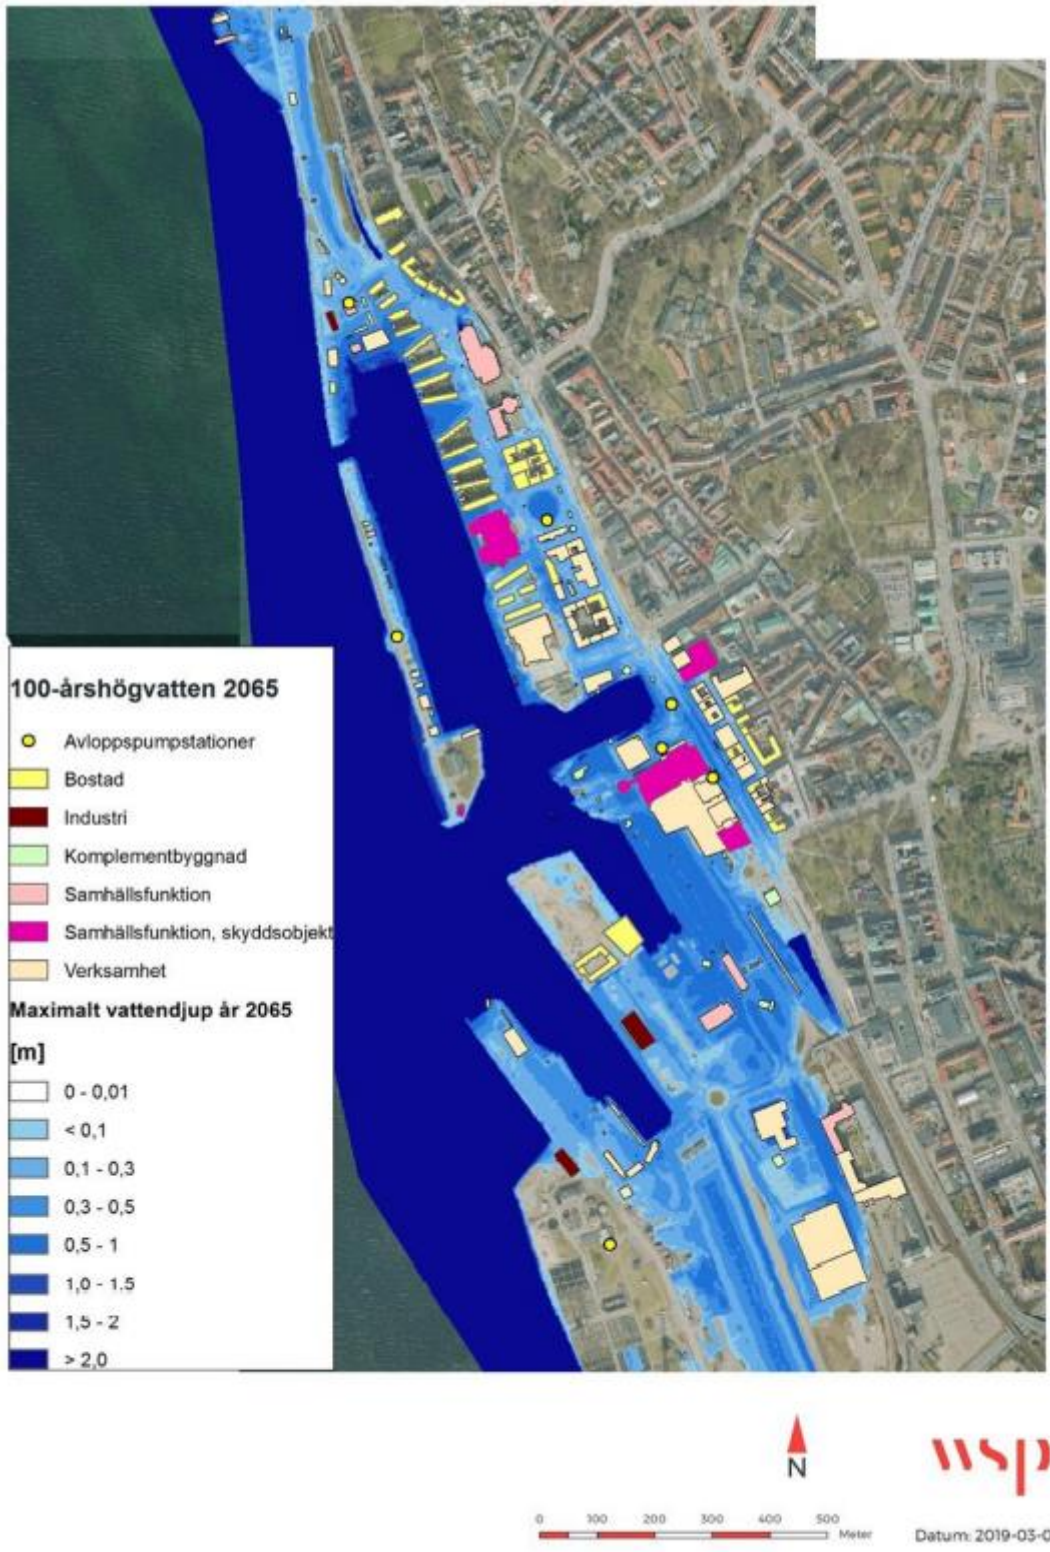 100-årshögvatten 2065
Avloppspumpstationer
Bostad
Industri
Komplementbyggnad
Samhällsfunktion
Samhällsfunktion, skyddsobjekt
Verksamhet
Maximalt vattendjup år 2065
[m]
0 - 0,01
< 0,1
0,1 - 0,3
0,3 - 0,5
0,5 - 1
1,0 - 1.5
1,5 - 2
> 2,0
N
wsp
0 100 200 300 400 500
Meter
Datum: 2019-03-0